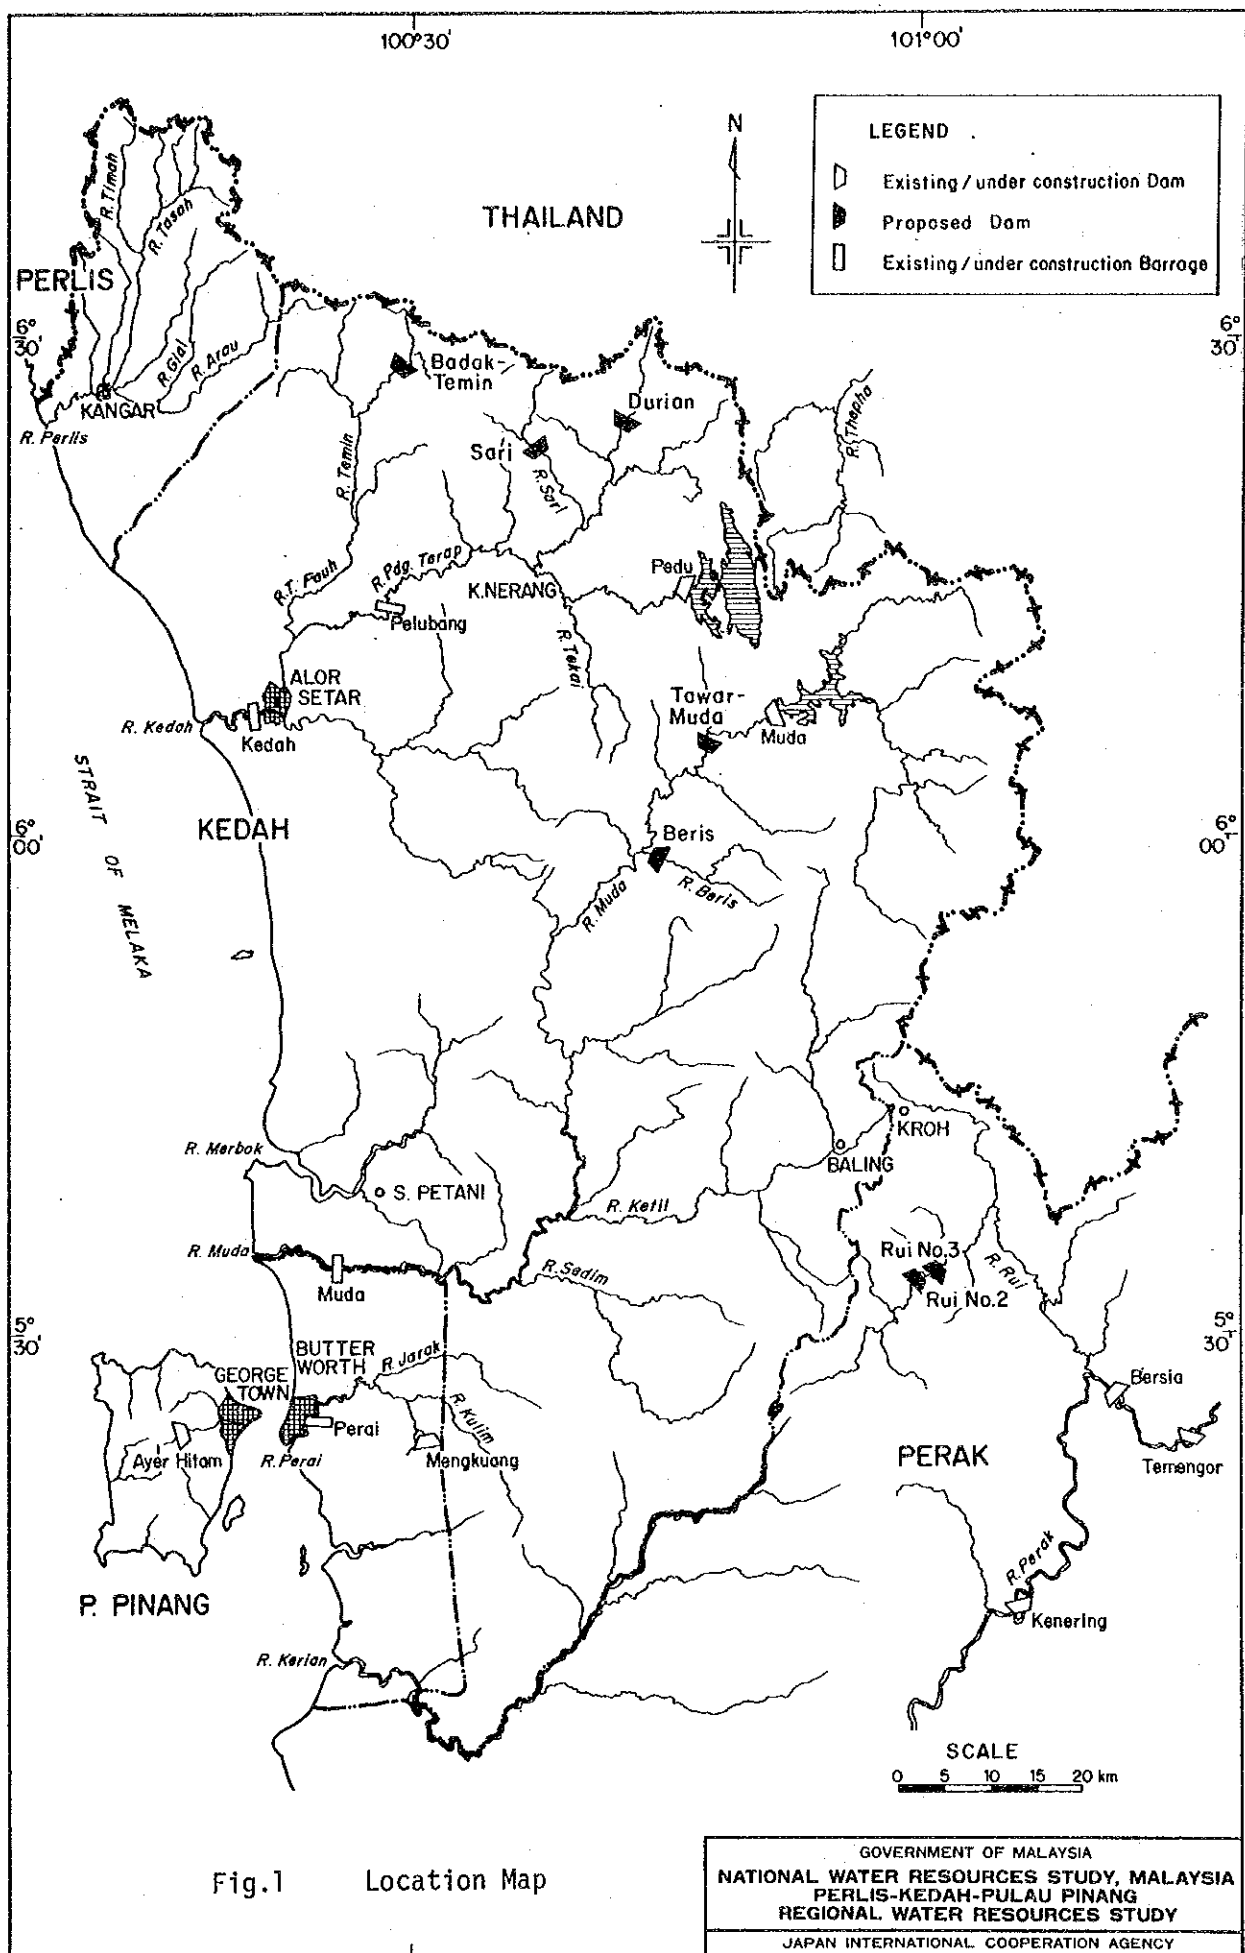 100°30'
101°00'
N
LEGEND
Existing / under construction Dam
Proposed Dam
Existing / under construction Barrage
THAILAND
R. Timah
R. Tasoh
PERLIS
6°
30'
6°
30'
R. Gial
R. Arau
KANGAR
R. Perlis
Badak-
Temin
Durian
Sari
R. Sari
R. Thepha
R. Temin
R. Pdg. Terap
R.T. Pauh
K.NERANG
Pedu
Pelubang
R. Tekai
ALOR
SETAR
Tawar-
Muda
R. Kedah
Kedah
Muda
STRAIT OF MELAKA
KEDAH
6°
00'
6°
00'
Beris
R. Beris
R. Muda
R. Merbok
KROH
BALING
S. PETANI
R. Ketil
R. Muda
Rui No.3
R. Rui
Muda
R. Sedim
Rui No.2
5°
30'
5°
30'
BUTTER
WORTH
R. Jarak
GEORGE
TOWN
R. Kulim
Bersia
Perai
Ayer Hitam
R. Perai
Mengkuang
PERAK
Temengor
P. PINANG
R. Perak
Kenering
R. Kerian
SCALE
0 5 10 15 20 km
Fig.1 Location Map
GOVERNMENT OF MALAYSIA
NATIONAL WATER RESOURCES STUDY, MALAYSIA
PERLIS-KEDAH-PULAU PINANG
REGIONAL WATER RESOURCES STUDY
JAPAN INTERNATIONAL COOPERATION AGENCY